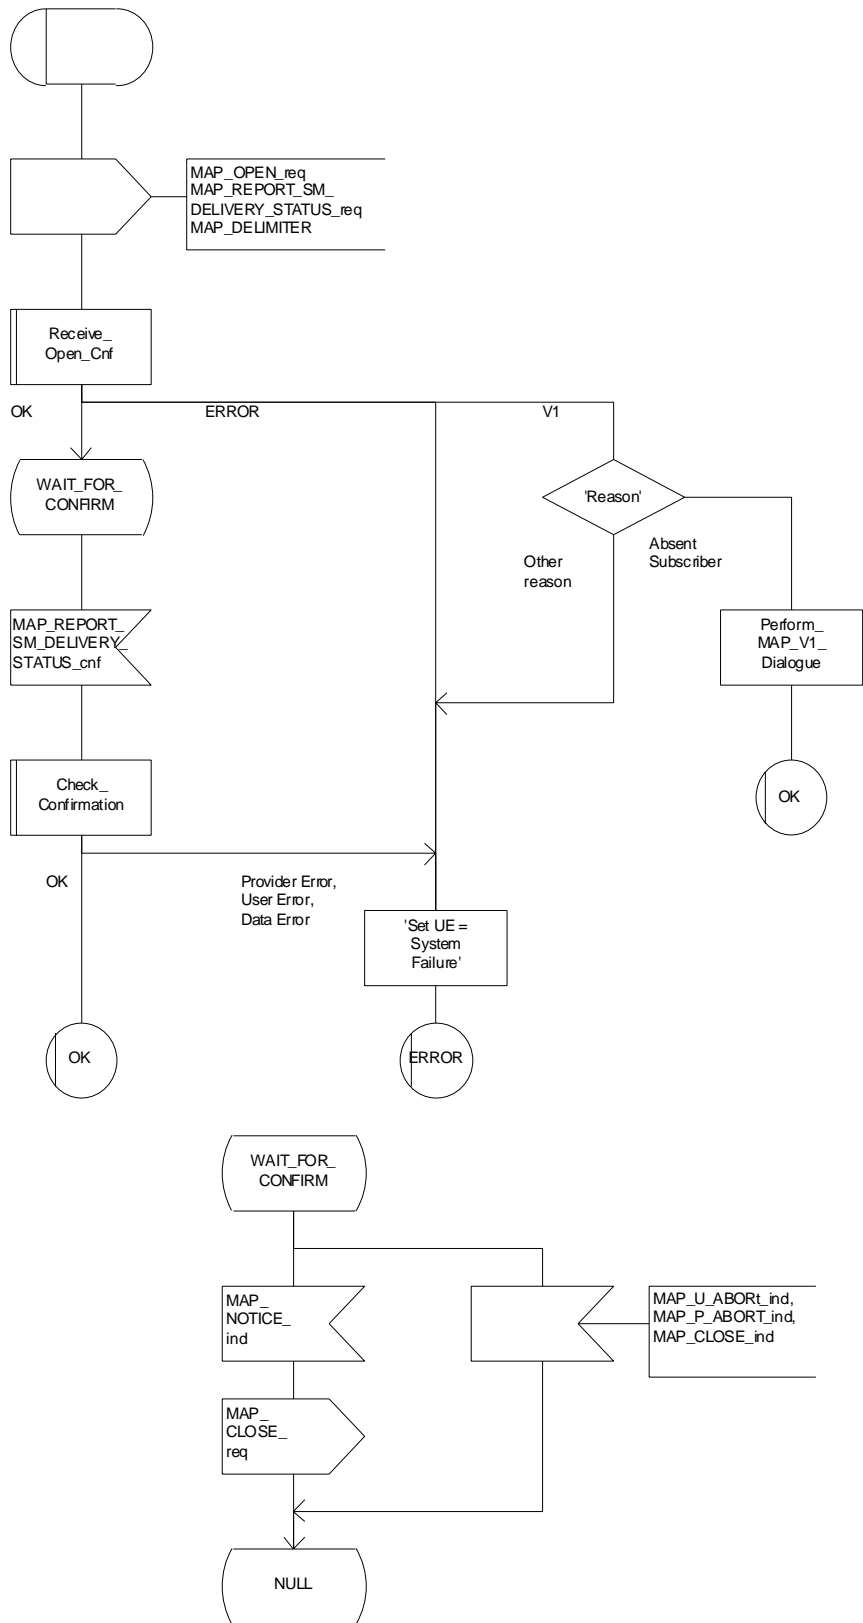 MAP_OPEN_req
MAP_REPORT_SM_
DELIVERY_STATUS_req
MAP_DELIMITER
Receive_
Open_Cnf
OK
ERROR
V1
WAIT_FOR_
CONFIRM
'Reason'
Other
reason
Absent
Subscriber
MAP_REPORT_
SM_DELIVERY_
STATUS_cnf
Perform_
MAP_V1_
Dialogue
Check_
Confirmation
OK
OK
Provider Error,
User Error,
Data Error
'Set UE =
System
Failure'
OK
ERROR
WAIT_FOR_
CONFIRM
MAP_
NOTICE_
ind
MAP_U_ABORt_ind,
MAP_P_ABORT_ind,
MAP_CLOSE_ind
MAP_
CLOSE_
req
NULL